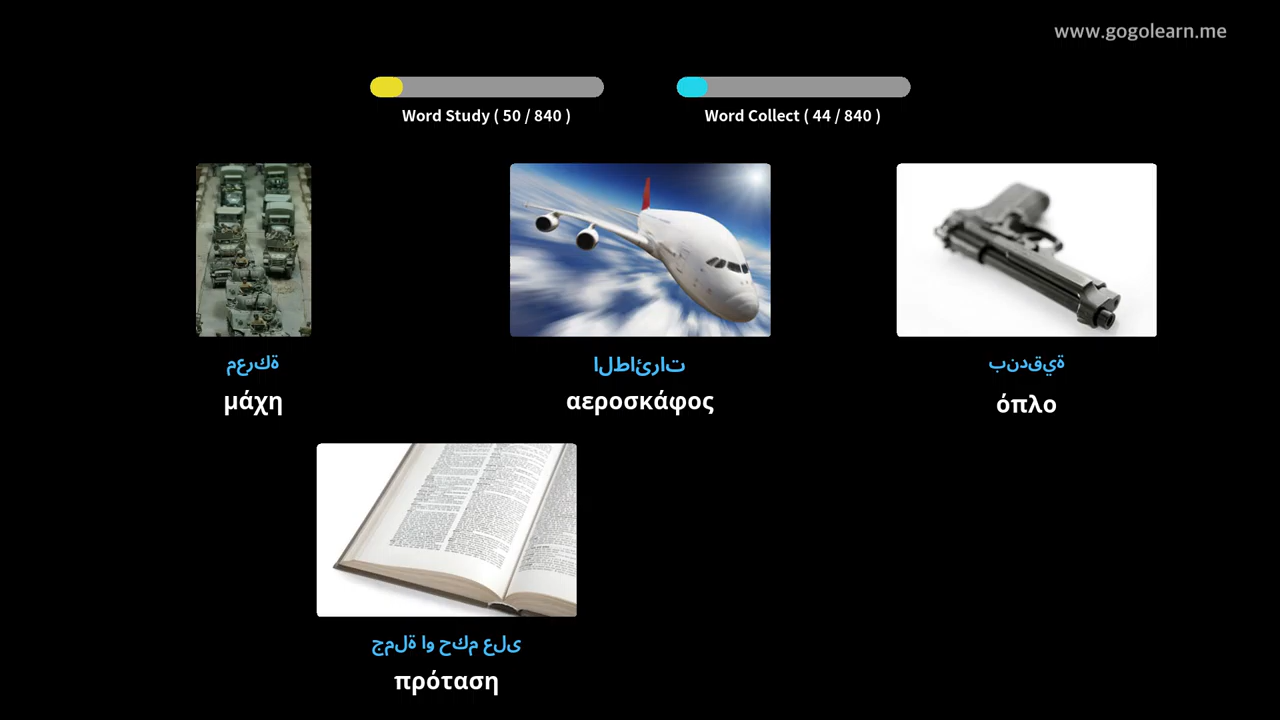 www.gogolearn.me
Word Study ( 50 / 840 )
Word Collect ( 44 / 840 )
معركة
μάχη
الطائرات
αεροσκάφος
بندقية
όπλο
جملة او حكم على
πρόταση